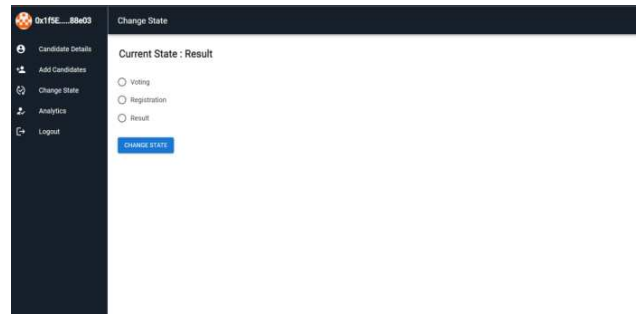 0x1f5E.....88e03
Change State
Candidate Details
Add Candidates
Change State
Analytics
Logout
Current State : Result
Voting
Registration
Result
CHANGE STATE